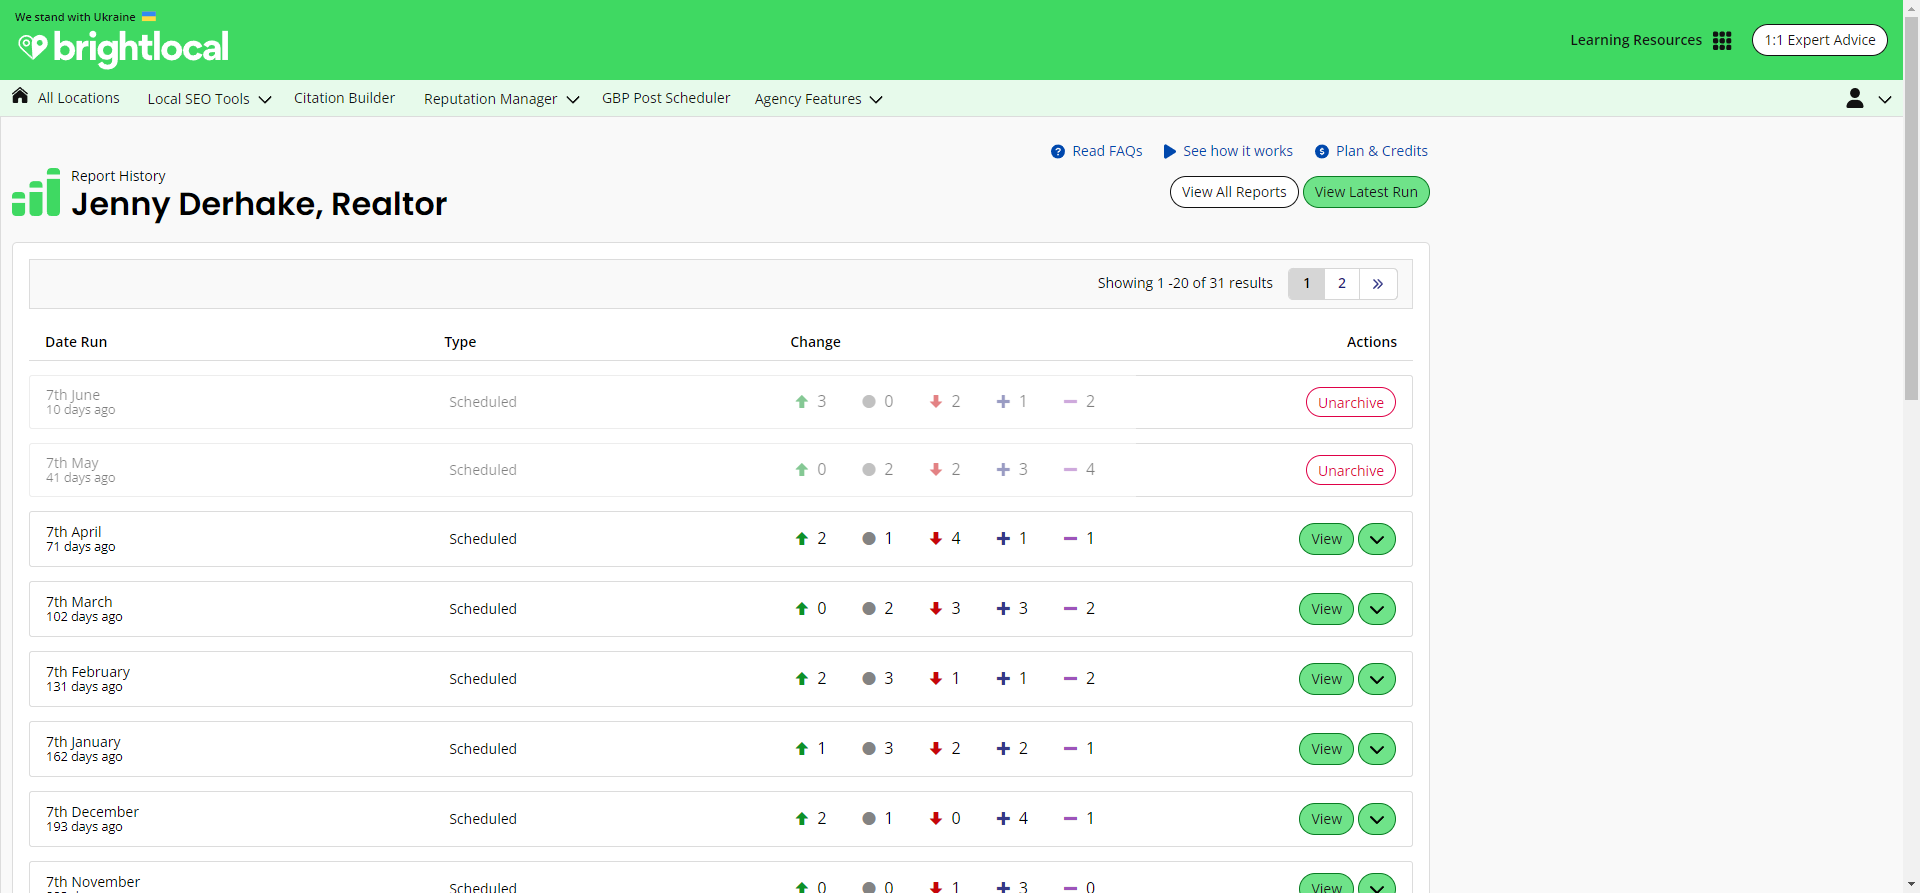 We stand with Ukraine
brightlocal
Learning Resources
1:1 Expert Advice
All Locations
Local SEO Tools
Citation Builder
Reputation Manager
GBP Post Scheduler
Agency Features
Read FAQs
See how it works
Plan & Credits
Report History
Jenny Derhake, Realtor
View All Reports
View Latest Run
Showing 1 -20 of 31 results
1 2 »
Date Run Type Change Actions
7th June
10 days ago
Scheduled 3 0 2 1 2 Unarchive
7th May
41 days ago
Scheduled 0 2 2 3 4 Unarchive
7th April
71 days ago
Scheduled 2 1 4 1 1 View
7th March
102 days ago
Scheduled 0 2 3 3 2 View
7th February
131 days ago
Scheduled 2 3 1 1 2 View
7th January
162 days ago
Scheduled 1 3 2 2 1 View
7th December
193 days ago
Scheduled 2 1 0 4 1 View
7th November
Scheduled 0 0 1 3 0 View